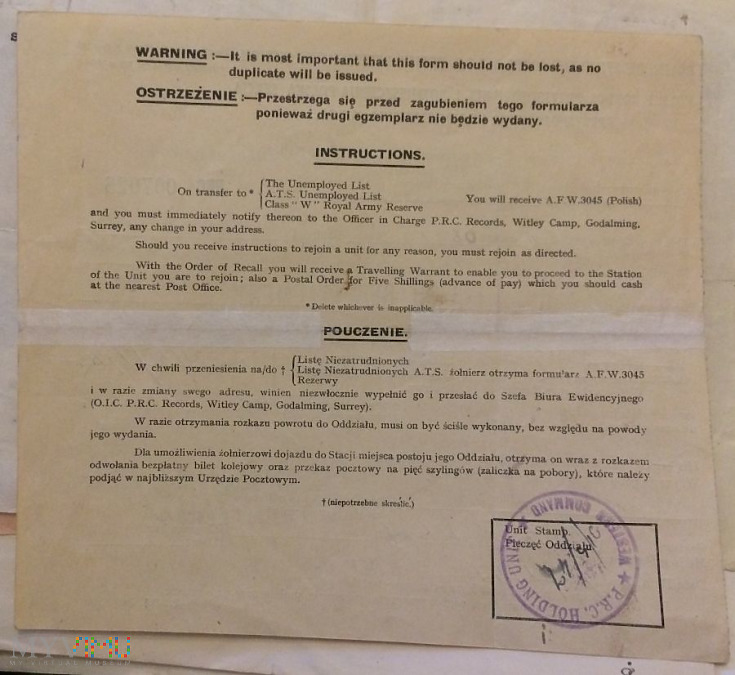 WARNING :—It is most important that this form should not be lost, as no
duplicate will be issued.
OSTRZEŻENIE :—Przestrzega się przed zagubieniem tego formularza
ponieważ drugi egzemplarz nie będzie wydany.
INSTRUCTIONS.
The Unemployed List
On transfer to * A.T.S. Unemployed List You will receive A.F W.3045 (Polish)
Class "W" Royal Army Reserve
and you must immediately notify thereon to the Officer in Charge P.R.C. Records, Witley Camp, Godalming,
Surrey, any change in your address.
Should you receive instructions to rejoin a unit for any reason, you must rejoin as directed.
With the Order of Recall you will receive a Travelling Warrant to enable you to proceed to the Station
of the Unit you are to rejoin; also a Postal Order for Five Shillings (advance of pay) which you should cash
at the nearest Post Office.
* Delete whichever is inapplicable.
POUCZENIE.
Listę Niezatrudnionych
W chwili przeniesienia na/do † Listę Niezatrudnionych A.T.S. żołnierz otrzyma formu'arz A.F.W.3045
Rezerwy
i w razie zmiany swego adresu, winien niezwłocznie wypełnić go i przesłać do Szefa Biura Ewidencyjnego
(O.I.C. P.R.C. Records, Witley Camp, Godalming, Surrey).
W razie otrzymania rozkazu powrotu do Oddziału, musi on być ściśle wykonany, bez względu na powody
jego wydania.
Dla umożliwienia żołnierzowi dojazdu do Stacji miejsca postoju jego Oddziału, otrzyma on wraz z rozkazem
odwołania bezpłatny bilet kolejowy oraz przekaz pocztowy na pięć szylingów (zaliczka na pobory), które należy
podjąć w najbliższym Urzędzie Pocztowym.
† (niepotrzebne skreślić.)
Unit Stamp.
Pieczęć Oddziału
P.R.C. HOLDING UNIT
WESTERN COMMAND
MY VIRTUAL MUSEUM